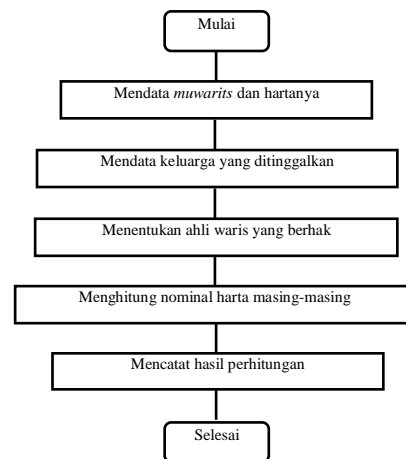 Mulai
Mendata muwarits dan hartanya
Mendata keluarga yang ditinggalkan
Menentukan ahli waris yang berhak
Menghitung nominal harta masing-masing
Mencatat hasil perhitungan
Selesai